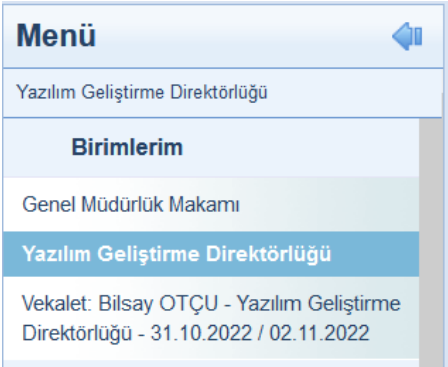 Menü
Yazılım Geliştirme Direktörlüğü
Birimlerim
Genel Müdürlük Makamı
Yazılım Geliştirme Direktörlüğü
Vekalet: Bilsay OTÇU - Yazılım Geliştirme
Direktörlüğü - 31.10.2022 / 02.11.2022